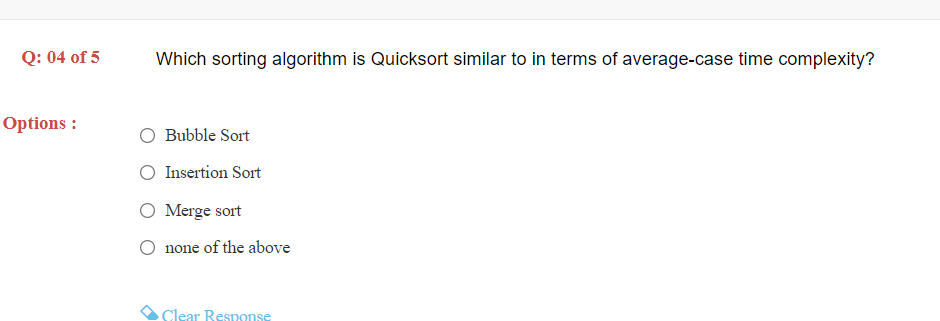 Q: 04 of 5 Which sorting algorithm is Quicksort similar to in terms of average-case time complexity?
Options :
Bubble Sort
Insertion Sort
Merge sort
none of the above
Clear Response